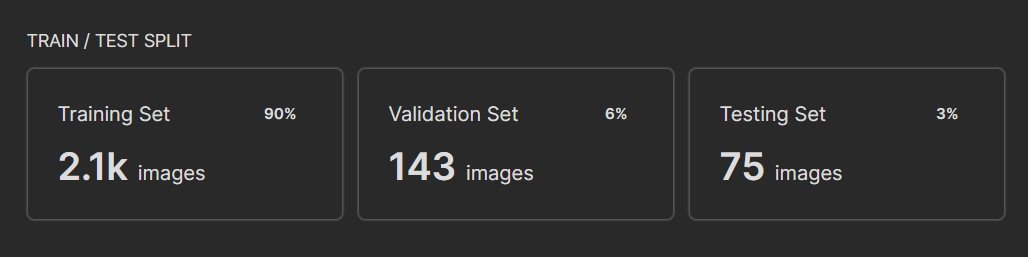 TRAIN / TEST SPLIT
Training Set 90%
2.1k images
Validation Set 6%
143 images
Testing Set 3%
75 images